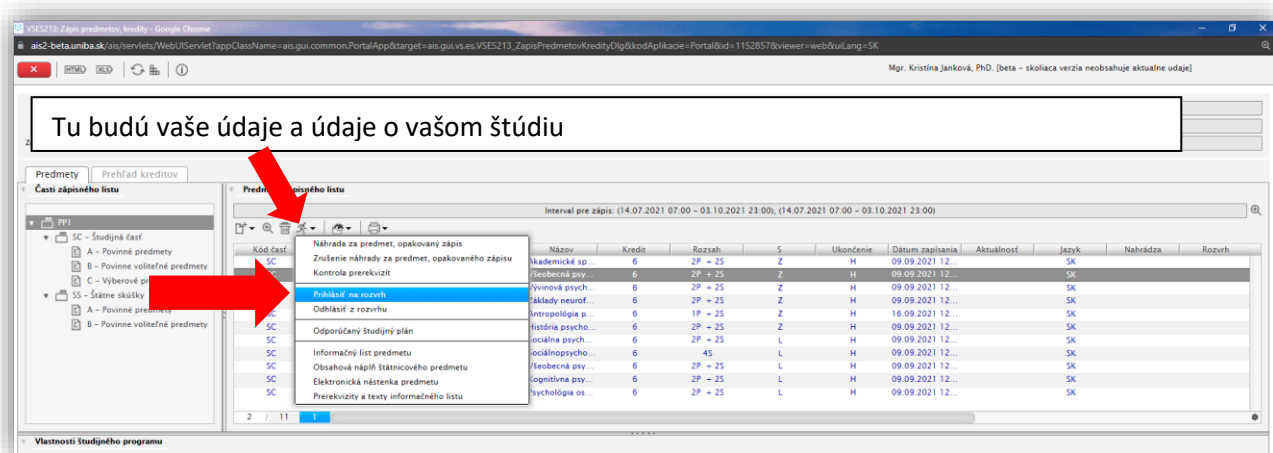 VSES213: Zápis predmetov, kredity - Google Chrome
ais2-beta.uniba.sk/ais/servlets/WebUIServlet?appClassName=ais.gui.common.PortalApp&target=ais.gui.vs.es.VSES213_ZapisPredmetovKredityDlg&kodAplikacie=Portal&id=1152857&viewer=web&uiLang=SK
HTML XLS Mgr. Kristína Janková, PhD. [beta - skoliaca verzia neobsahuje aktualne udaje]
Tu budú vaše údaje a údaje o vašom štúdiu
Predmety Prehľad kreditov
Časti zápisného listu
PP1
SC - Študijná časť
A - Povinné predmety
B - Povinne voliteľné predmety
C - Výberové
SS - Štátne skúšky
A - Povinné predmety
B - Povinne voliteľné predmety
Interval pre zápis: (14.07.2021 07:00 - 03.10.2021 23:00), (14.07.2021 07:00 - 03.10.2021 23:00)
Náhrada za predmet, opakovaný zápis
Zrušenie náhrady za predmet, opakovaného zápisu
Kontrola prerekvizít
Prihlásiť na rozvrh
Odhlásiť z rozvrhu
Odporúčaný študijný plán
Informačný list predmetu
Obsahová náplň štátnicového predmetu
Elektronická nástenka predmetu
Prerekvizity a texty informačného listu
Kód časť Názov Kredit Rozsah S Ukončenie Dátum zapísania Aktuálnosť Jazyk Nahrádza Rozvrh
SC Akademické sp... 6 2P + 2S Z H 09.09.2021 12... SK
SC Všeobecná psy... 6 2P + 2S Z H 09.09.2021 12... SK
Vývinová psych... 6 2P + 2S Z H 09.09.2021 12... SK
Základy neurof... 6 2P + 2S Z H 09.09.2021 12... SK
SC Antropológia p... 6 1P + 2S Z H 16.09.2021 12... SK
SC História psycho... 6 2P + 2S Z H 09.09.2021 12... SK
SC Sociálna psych... 6 2P + 2S L H 09.09.2021 12... SK
SC Sociálnopsycho... 6 4S L H 09.09.2021 12... SK
SC Všeobecná psy... 6 2P + 2S L H 09.09.2021 12... SK
SC Kognitívna psy... 6 2P + 2S L H 09.09.2021 12... SK
SC Psychológia os... 6 2P + 2S L H 09.09.2021 12... SK
2 / 11 1
Vlastnosti študijného programu